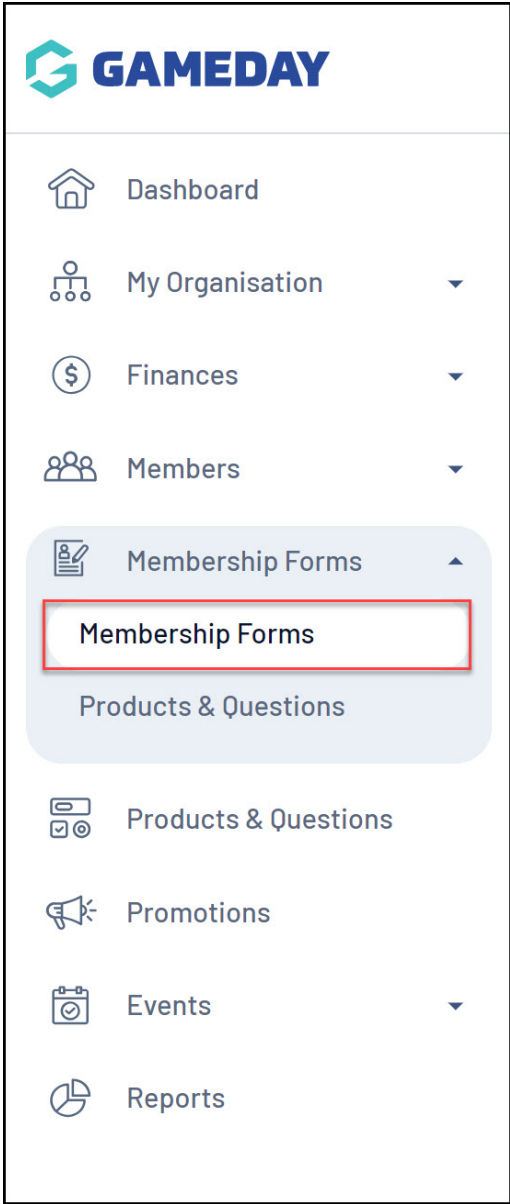 GAMEDAY
Dashboard
My Organisation
Finances
Members
Membership Forms
Membership Forms
Products & Questions
Products & Questions
Promotions
Events
Reports